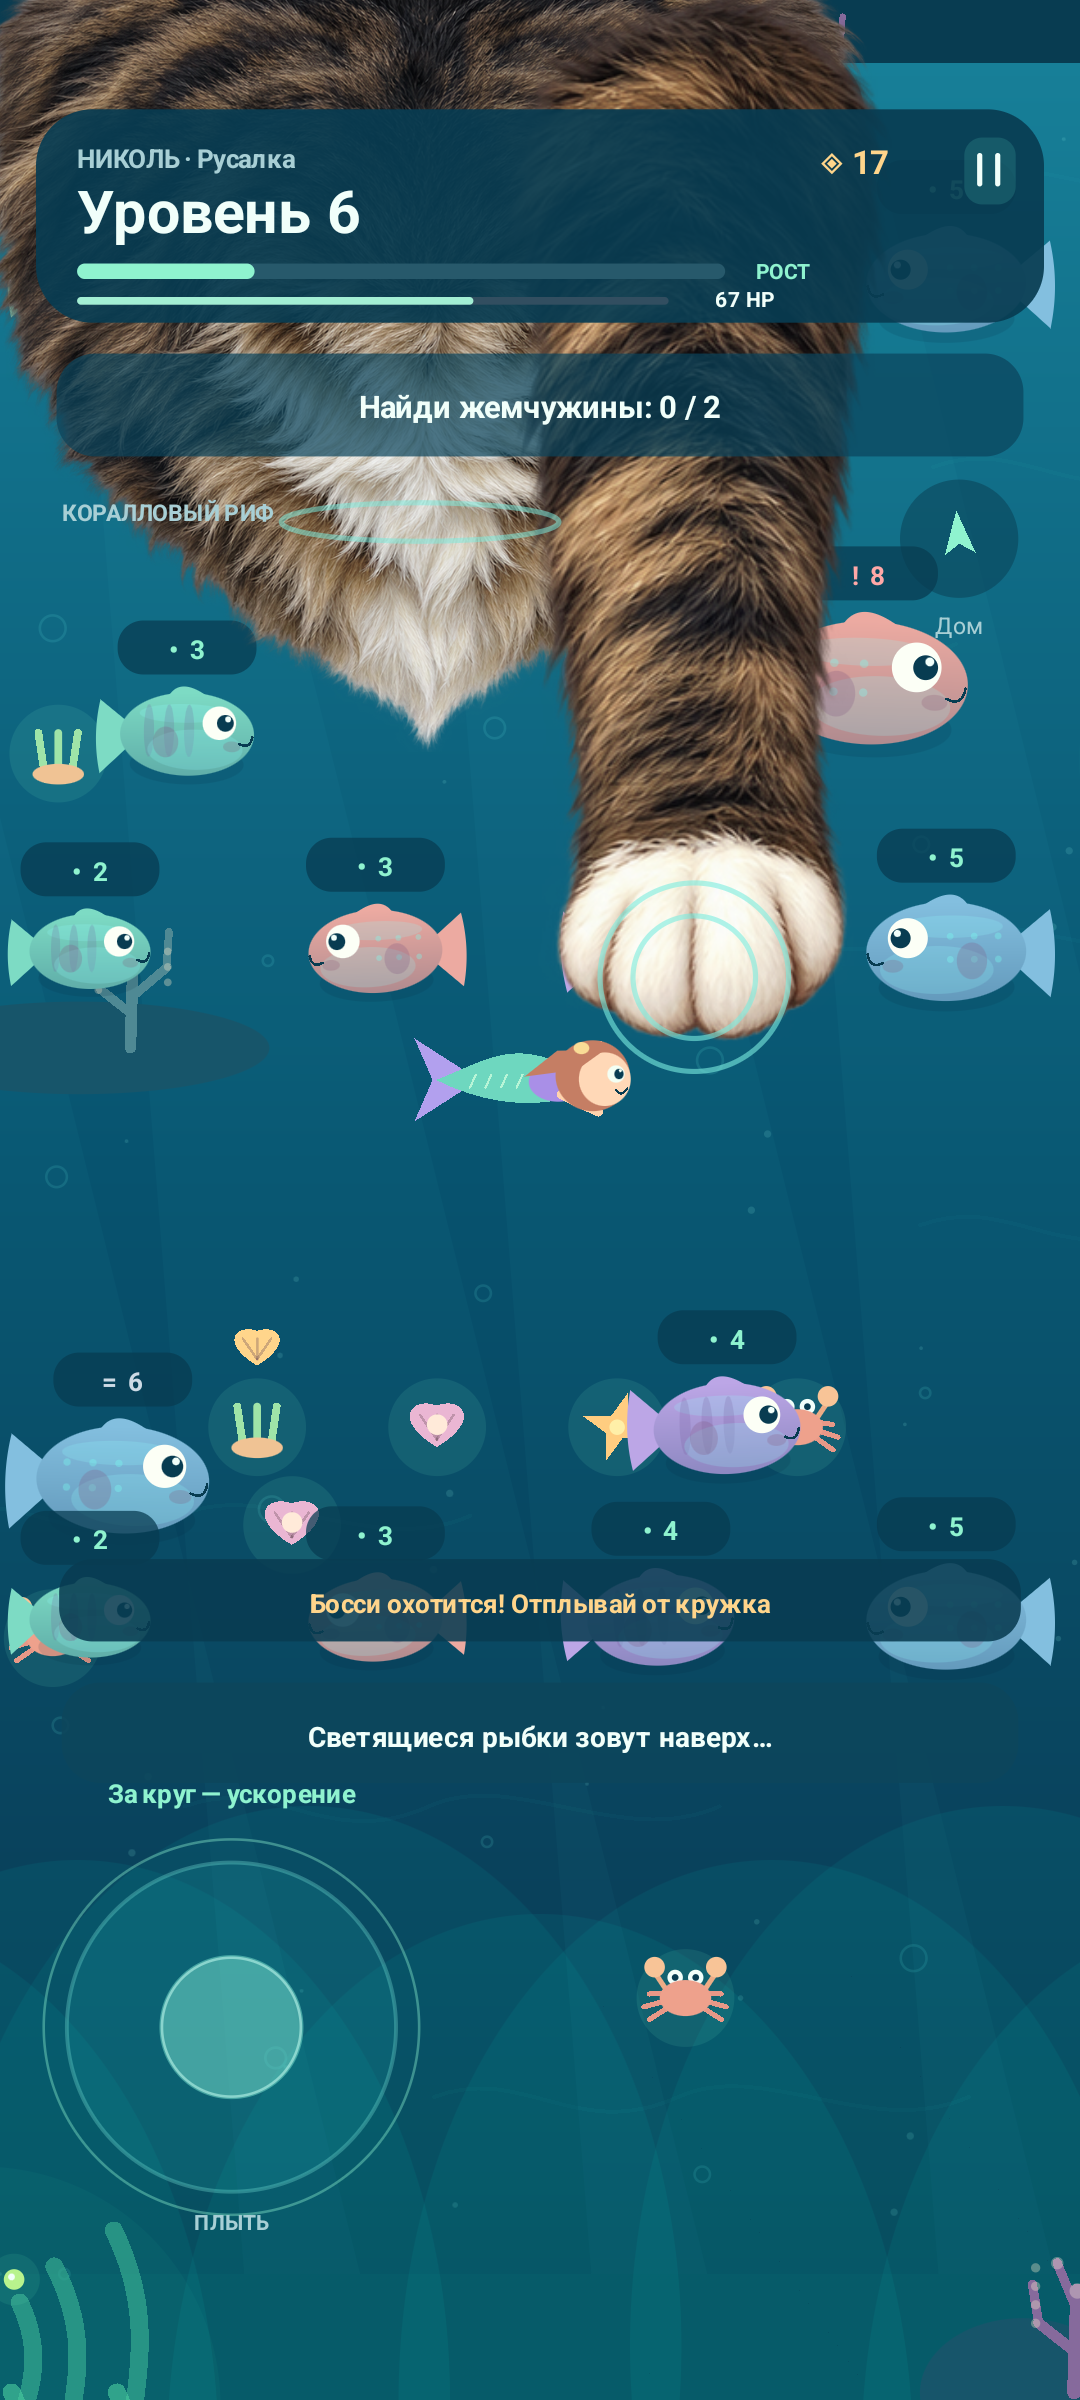 НИКОЛЬ · Русалка
17
Уровень 6
РОСТ
67 HP
· 5
Найди жемчужины: 0 / 2
КОРАЛЛОВЫЙ РИФ
! 8
Дом
· 3
· 2
· 3
· 5
· 4
= 6
· 2
· 3
· 4
· 5
Босси охотится! Отплывай от кружка
Светящиеся рыбки зовут наверх...
За круг — ускорение
ПЛЫТЬ